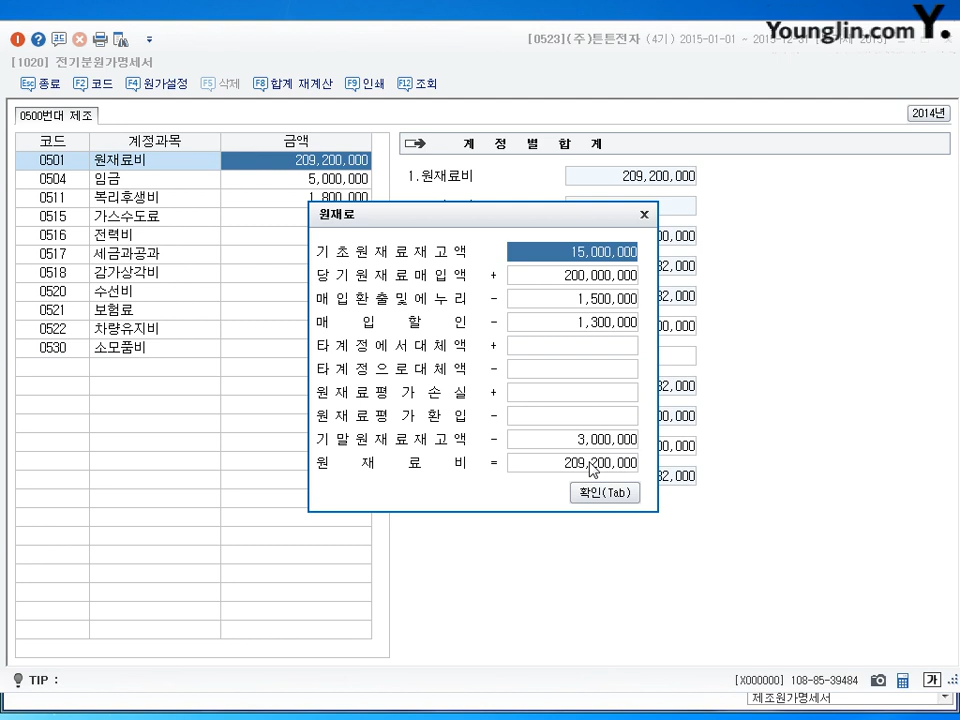 YoungJin.com Y.
[0523](주)튼튼전자 (4기) 2015-01-01 ~ 2015-12-31
[1020] 전기분원가명세서
Esc 종료 F2 코드 F4 원가설정 F5 삭제 F8 합계 재계산 F9 인쇄 F12 조회
0500번대 제조 2014년
코드 계정과목 금액 계 정 별 합 계
0501 원재료비 209,200,000 1.원재료비 209,200,000
0504 임금 5,000,000
0511 복리후생비 1,800,000
0515 가스수도료
0516 전력비
0517 세금과공과
0518 감가상각비
0520 수선비
0521 보험료
0522 차량유지비
0530 소모품비
원재료 x
기 초 원 재 료 재 고 액 15,000,000
당 기 원 재 료 매 입 액 + 200,000,000
매 입 환 출 및 에 누 리 - 1,500,000
매 입 할 인 - 1,300,000
타 계 정 에 서 대 체 액 +
타 계 정 으 로 대 체 액 -
원 재 료 평 가 손 실 +
원 재 료 평 가 환 입 -
기 말 원 재 료 재 고 액 - 3,000,000
원 재 료 비 = 209,200,000
확인(Tab)
TIP : [X000000] 108-85-39484 가
제조원가명세서